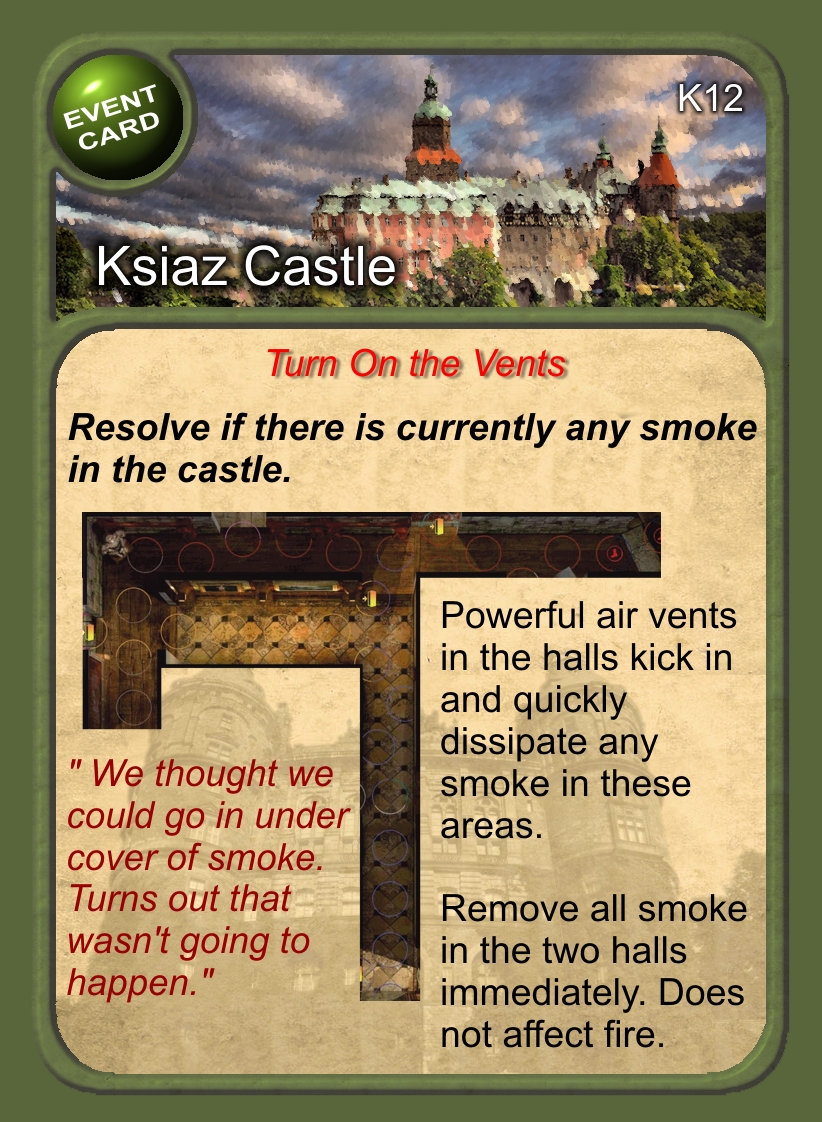 EVENT
CARD
K12
Ksiaz Castle
Turn On the Vents
Resolve if there is currently any smoke
in the castle.
Powerful air vents
in the halls kick in
and quickly
dissipate any
smoke in these
areas.
" We thought we
could go in under
cover of smoke.
Turns out that
wasn't going to
happen."
Remove all smoke
in the two halls
immediately. Does
not affect fire.